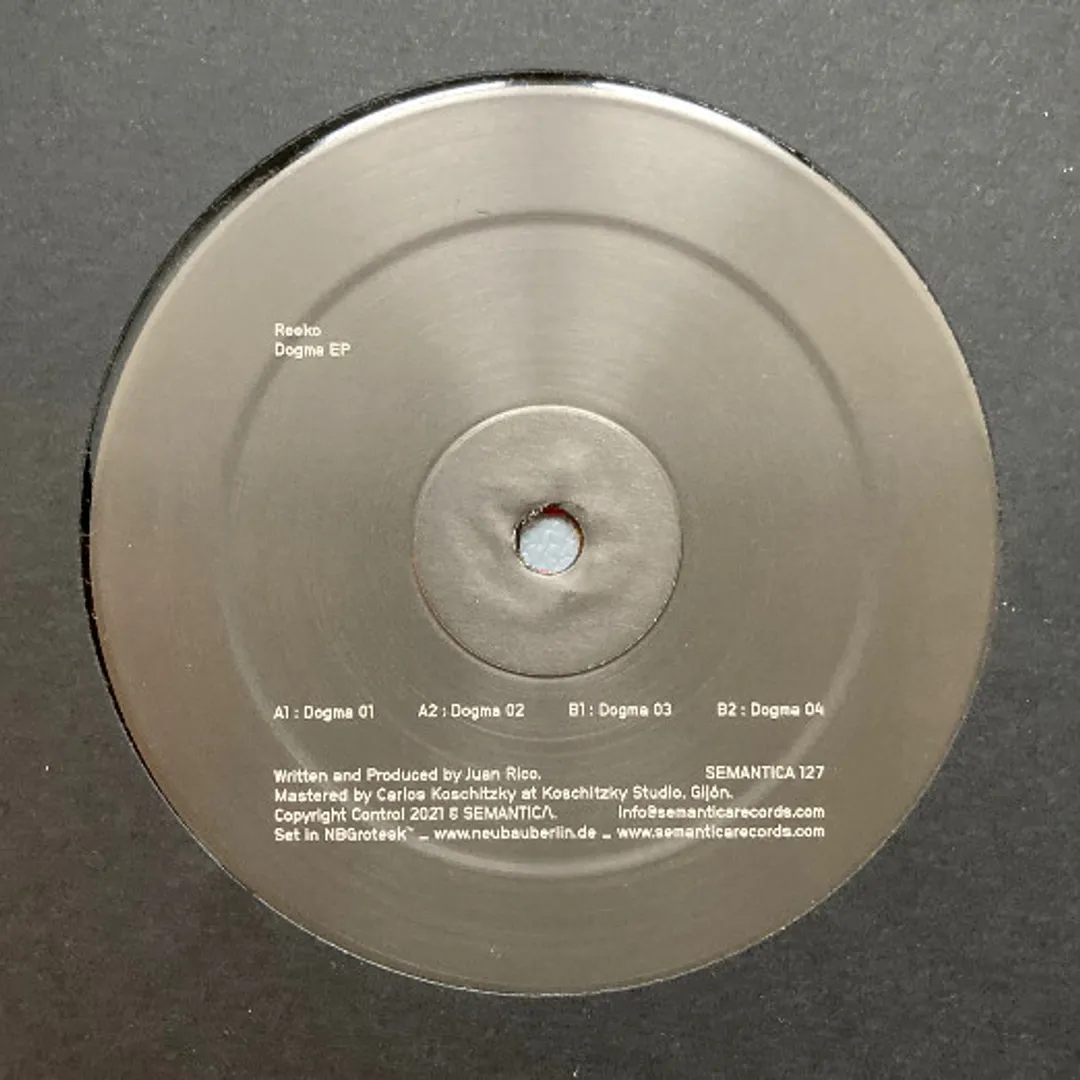 Reeko
Dogma EP
A1 : Dogma 01 A2 : Dogma 02 B1 : Dogma 03 B2 : Dogma 04
Written and Produced by Juan Rico. SEMANTICA 127
Mastered by Carlos Koschitzky at Koschitzky Studio. Gijón.
Copyright Control 2021 © SEMANTICA. info@semanticarecords.com
Set in NBGrotesk™ _ www.neubauberlin.de _ www.semanticarecords.com